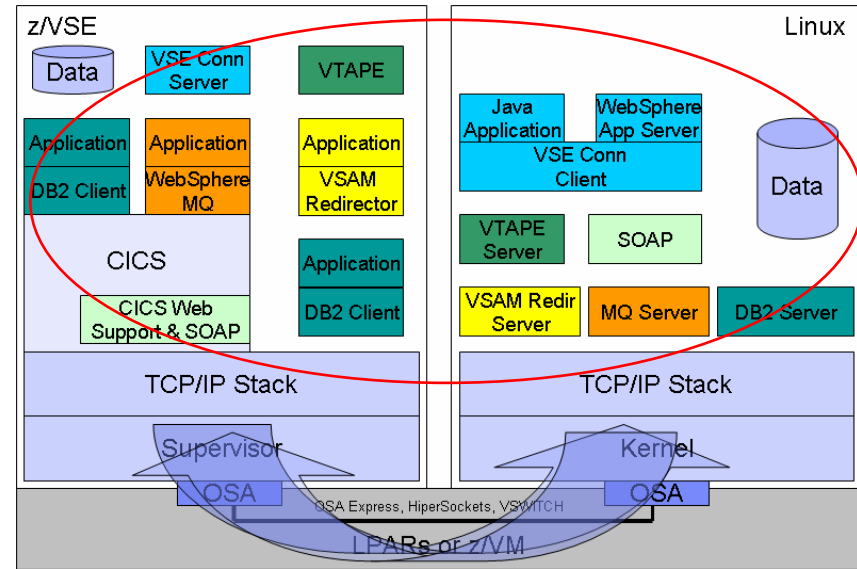 z/VSE
Data
VSE Conn
Server
VTAPE
Application
DB2 Client
Application
WebSphere
MQ
Application
VSAM
Redirector
CICS
Application
DB2 Client
CICS Web
Support & SOAP
TCP/IP Stack
Supervisor
OSA
Linux
Java
Application
WebSphere
App Server
VSE Conn
Client
Data
VTAPE
Server
SOAP
VSAM Redir
Server
MQ Server
DB2 Server
TCP/IP Stack
Kernel
OSA
OSA Express, HiperSockets, VSWITCH
LPARs or z/VM